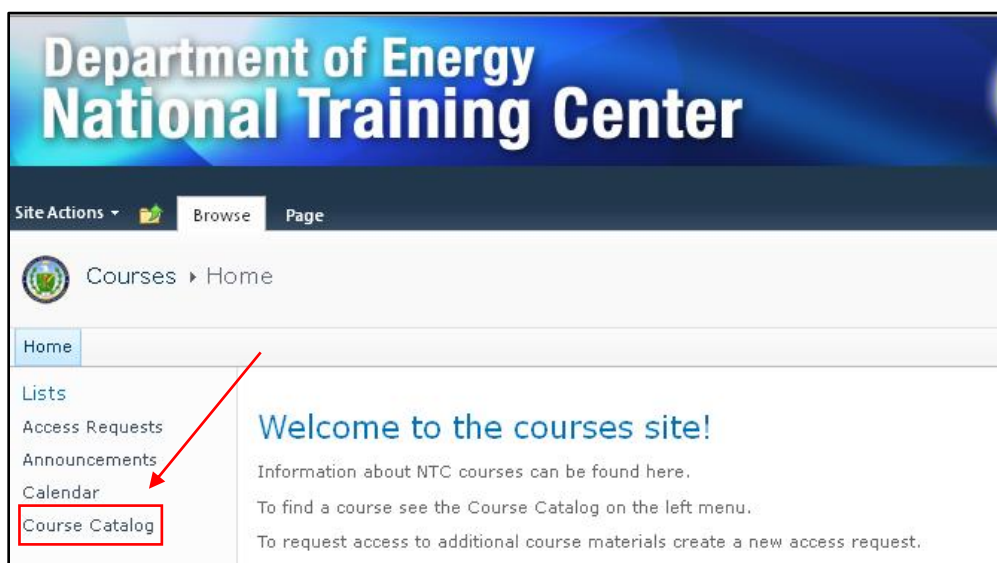 Department of Energy
National Training Center
Site Actions Browse Page
Courses ▸ Home
Home
Lists
Access Requests
Announcements
Calendar
Course Catalog
Welcome to the courses site!
Information about NTC courses can be found here.
To find a course see the Course Catalog on the left menu.
To request access to additional course materials create a new access request.